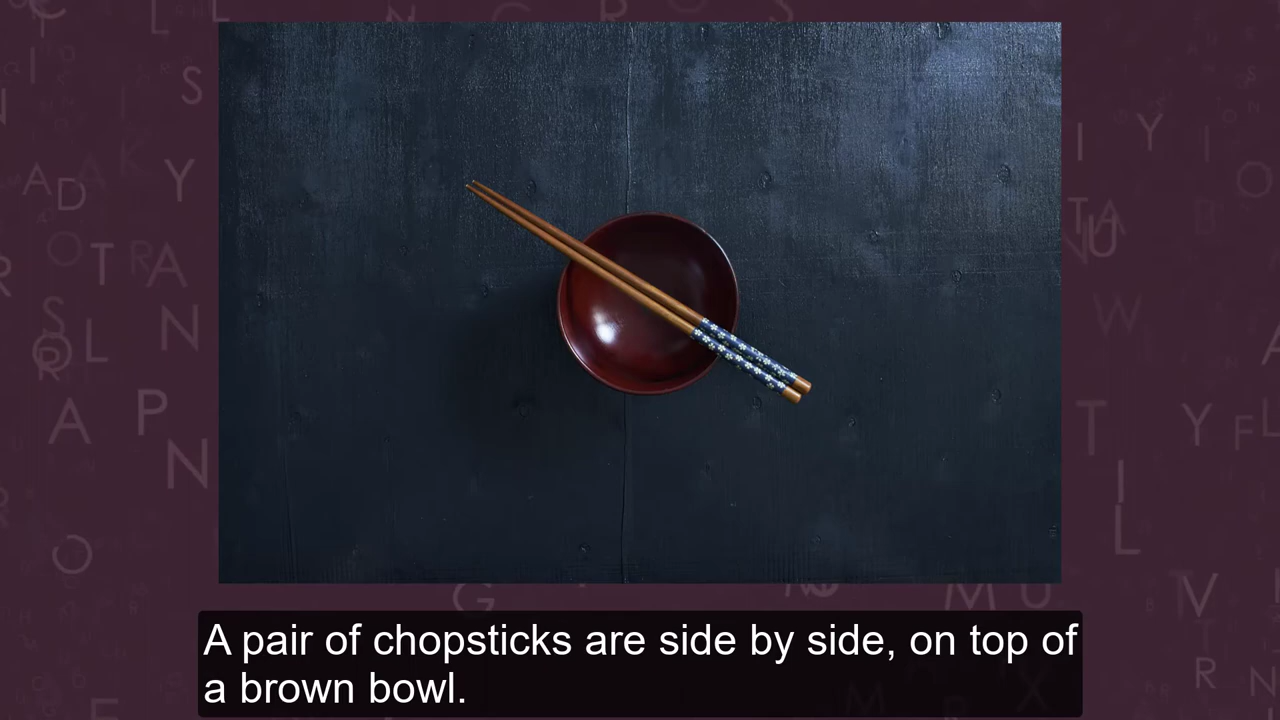 A pair of chopsticks are side by side, on top of
a brown bowl.